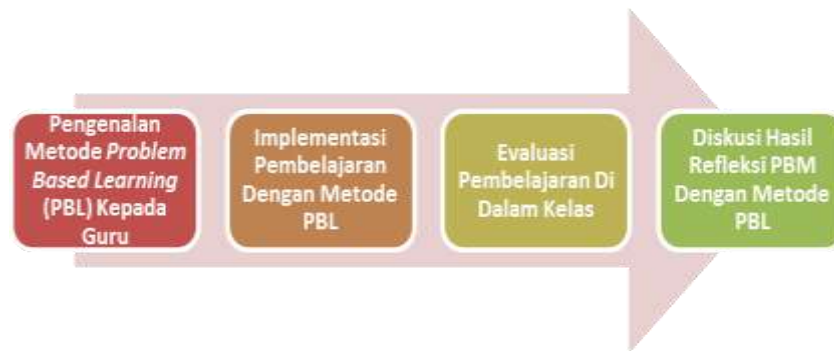 Pengenalan
Metode Problem
Based Learning
(PBL) Kepada
Guru
Implementasi
Pembelajaran
Dengan Metode
PBL
Evaluasi
Pembelajaran Di
Dalam Kelas
Diskusi Hasil
Refleksi PBM
Dengan Metode
PBL